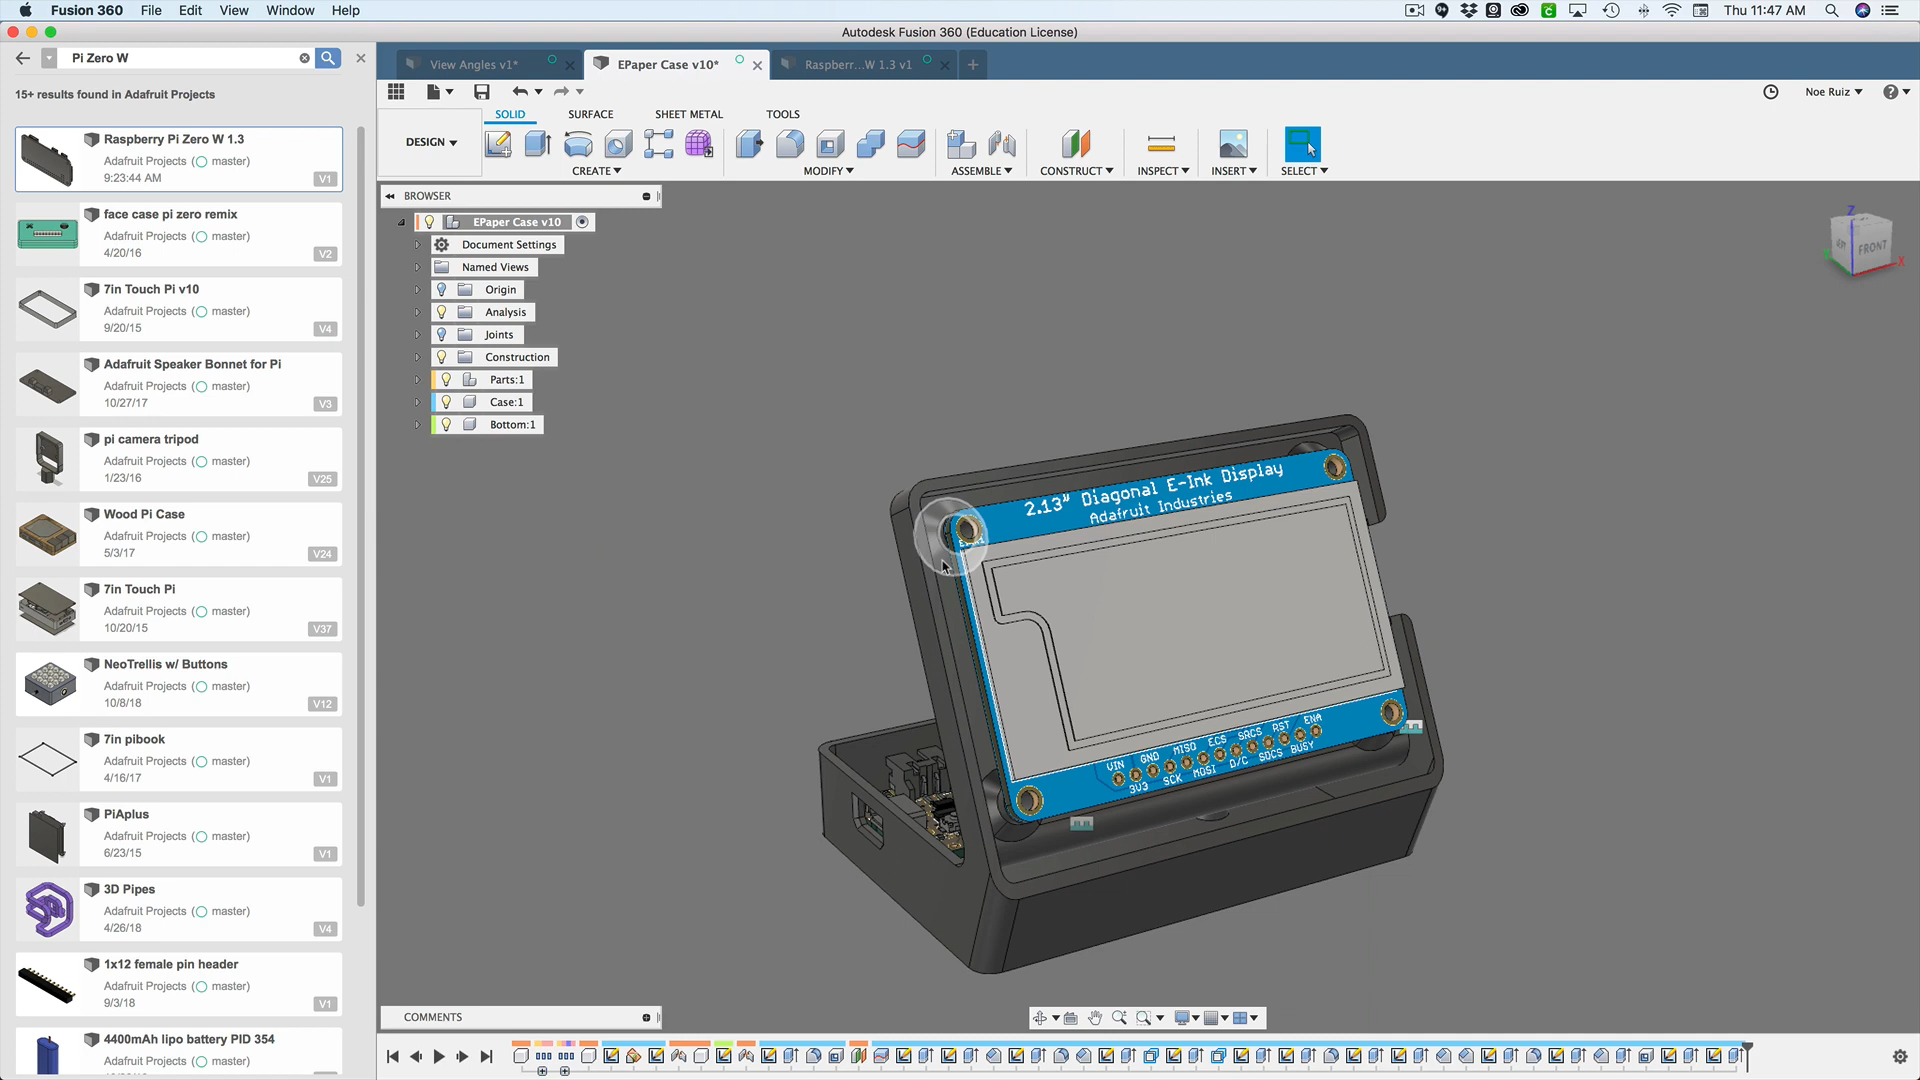 Fusion 360 File Edit View Window Help
Thu 11:47 AM
Autodesk Fusion 360 (Education License)
Pi Zero W
15+ results found in Adafruit Projects
Raspberry Pi Zero W 1.3
Adafruit Projects (master)
9:23:44 AM
V1
face case pi zero remix
Adafruit Projects (master)
4/20/16
V2
7in Touch Pi v10
Adafruit Projects (master)
9/20/15
V4
Adafruit Speaker Bonnet for Pi
Adafruit Projects (master)
10/27/17
V3
pi camera tripod
Adafruit Projects (master)
1/23/16
V25
Wood Pi Case
Adafruit Projects (master)
5/3/17
V24
7in Touch Pi
Adafruit Projects (master)
10/20/15
V37
NeoTrellis w/ Buttons
Adafruit Projects (master)
10/8/18
V12
7in pibook
Adafruit Projects (master)
4/16/17
V1
PiAplus
Adafruit Projects (master)
6/23/15
V1
3D Pipes
Adafruit Projects (master)
4/26/18
V4
1x12 female pin header
Adafruit Projects (master)
9/3/18
V1
4400mAh lipo battery PID 354
Adafruit Projects (master)
View Angles v1*
EPaper Case v10*
Raspberr...W 1.3 v1
Noe Ruiz
SOLID SURFACE SHEET METAL TOOLS
DESIGN
CREATE MODIFY ASSEMBLE CONSTRUCT INSPECT INSERT SELECT
BROWSER
EPaper Case v10
Document Settings
Named Views
Origin
Analysis
Joints
Construction
Parts:1
Case:1
Bottom:1
Z
FRONT
X
2.13" Diagonal E-Ink Display
Adafruit Industries
VIN GND MISO ECS SRCS RST ENA
3V3 SCK MOSI D/C SDCS BUSY
COMMENTS